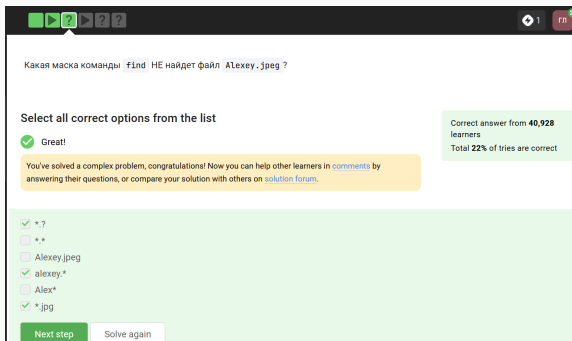 ? ? ?
1
ГЛ
Какая маска команды find НЕ найдет файл Alexey.jpeg ?
Select all correct options from the list
Correct answer from 40,928
learners
Total 22% of tries are correct
Great!
You've solved a complex problem, congratulations! Now you can help other learners in comments by
answering their questions, or compare your solution with others on solution forum.
*.?
*.*
Alexey.jpeg
alexey.*
Alex*
*.jpg
Next step
Solve again